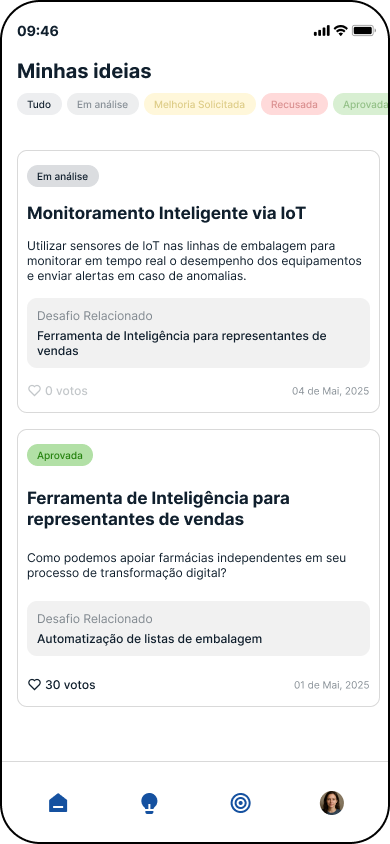 09:46
Minhas ideias
Tudo
Em análise
Melhoria Solicitada
Recusada
Aprovada
Em análise
Monitoramento Inteligente via IoT
Utilizar sensores de IoT nas linhas de embalagem para
monitorar em tempo real o desempenho dos equipamentos
e enviar alertas em caso de anomalias.
Desafio Relacionado
Ferramenta de Inteligência para representantes de
vendas
0 votos
04 de Mai, 2025
Aprovada
Ferramenta de Inteligência para
representantes de vendas
Como podemos apoiar farmácias independentes em seu
processo de transformação digital?
Desafio Relacionado
Automatização de listas de embalagem
30 votos
01 de Mai, 2025